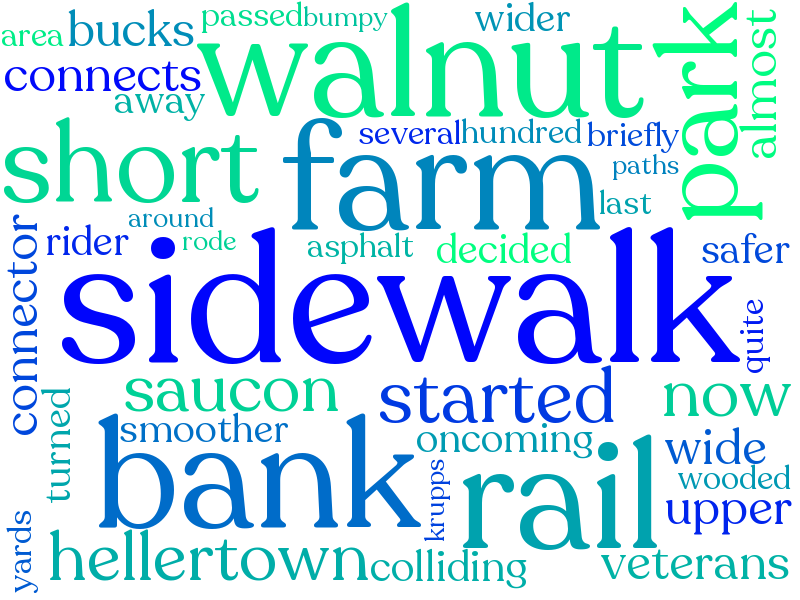 area
bucks
passed
bumpy
wider
park
almost
connects
away
walnut
short
farm
several
hundred
briefly
paths
last
around
rode
rider
asphalt
decided
safer
connector
sidewalk
quite
saucon
started
now
turned
smoother
bank
oncoming
krupps
rail
wide
wooded
upper
yards
hellertown
colliding
veterans